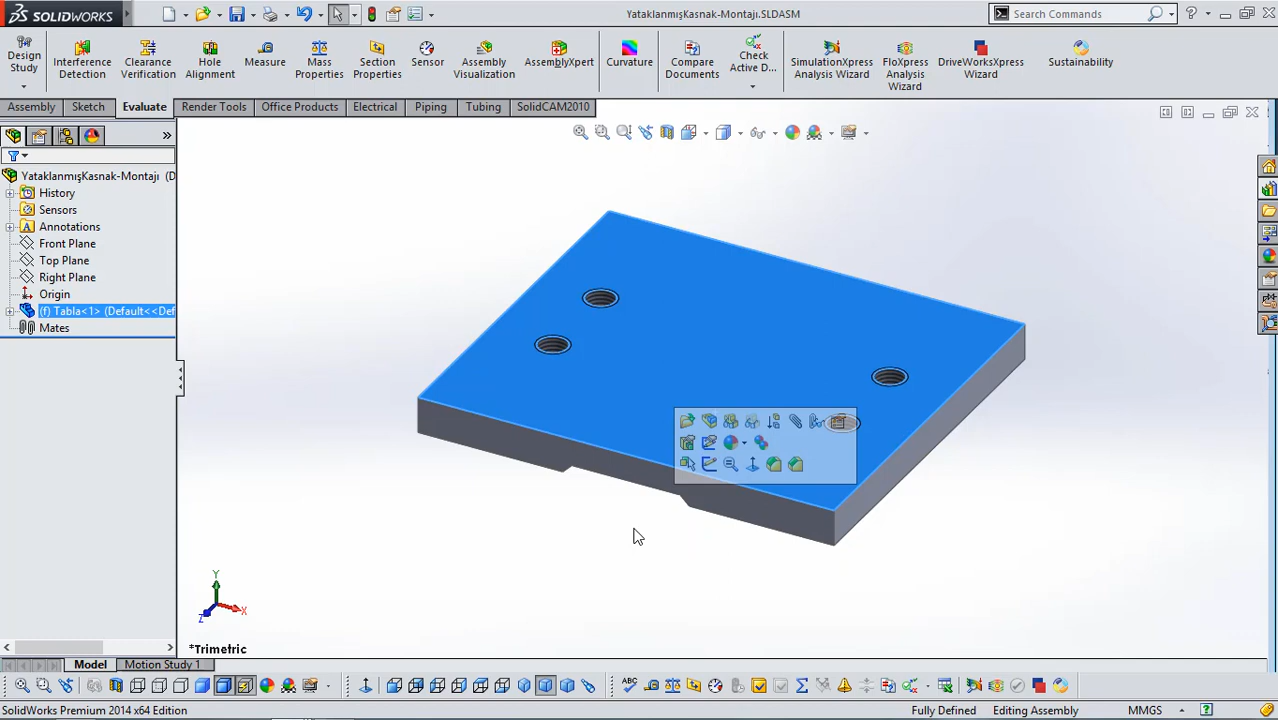 SOLIDWORKS
YataklanmışKasnak-Montajı.SLDASM
Search Commands
Design Study
Interference Detection
Clearance Verification
Hole Alignment
Measure
Mass Properties
Section Properties
Sensor
Assembly Visualization
AssemblyXpert
Curvature
Compare Documents
Check Active D...
SimulationXpress Analysis Wizard
FloXpress Analysis Wizard
DriveWorksXpress Wizard
Sustainability
Assembly
Sketch
Evaluate
Render Tools
Office Products
Electrical
Piping
Tubing
SolidCAM2010
YataklanmışKasnak-Montajı (D
History
Sensors
Annotations
Front Plane
Top Plane
Right Plane
Origin
(f) Tabla<1> (Default<<Def
Mates
Y
X
Z
*Trimetric
Model
Motion Study 1
SolidWorks Premium 2014 x64 Edition
Fully Defined
Editing Assembly
MMGS